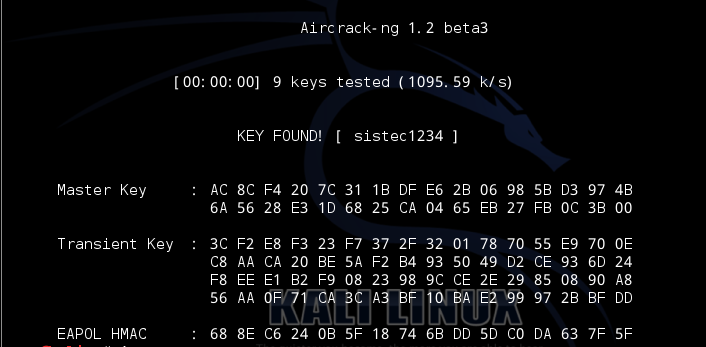 Aircrack-ng 1.2 beta3
[00:00:00] 9 keys tested (1095.59 k/s)
KEY FOUND! [ sistec1234 ]
Master Key : AC 8C F4 20 7C 31 1B DF E6 2B 06 98 5B D3 97 4B
6A 56 28 E3 1D 68 25 CA 04 65 EB 27 FB 0C 3B 00
Transient Key : 3C F2 E8 F3 23 F7 37 2F 32 01 78 70 55 E9 70 0E
C8 AA CA 20 BE 5A F2 B4 93 50 49 D2 CE 93 6D 24
F8 EE E1 B2 F9 08 23 98 9C CE 2E 29 85 08 90 A8
56 AA 0F 71 CA 3C A3 BF 10 BA E2 99 97 2B BF DD
KALI LINUX
EAPOL HMAC : 68 8E C6 24 0B 5F 18 74 6B DD 5D C0 DA 63 7F 5F